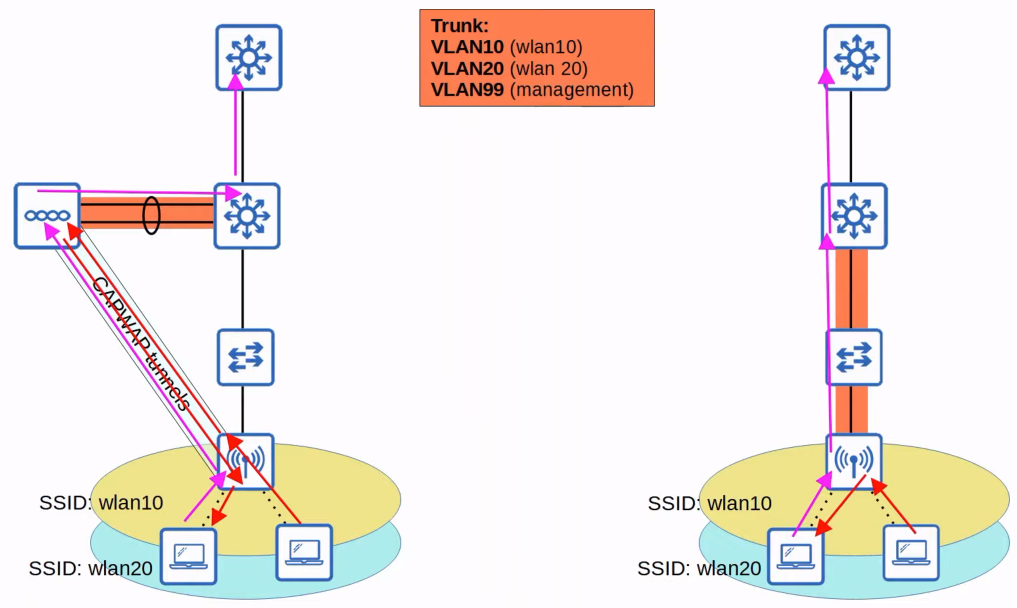 Trunk:
VLAN10 (wlan10)
VLAN20 (wlan 20)
VLAN99 (management)
CAPWAP tunnels
SSID: wlan10
SSID: wlan20
SSID: wlan10
SSID: wlan20